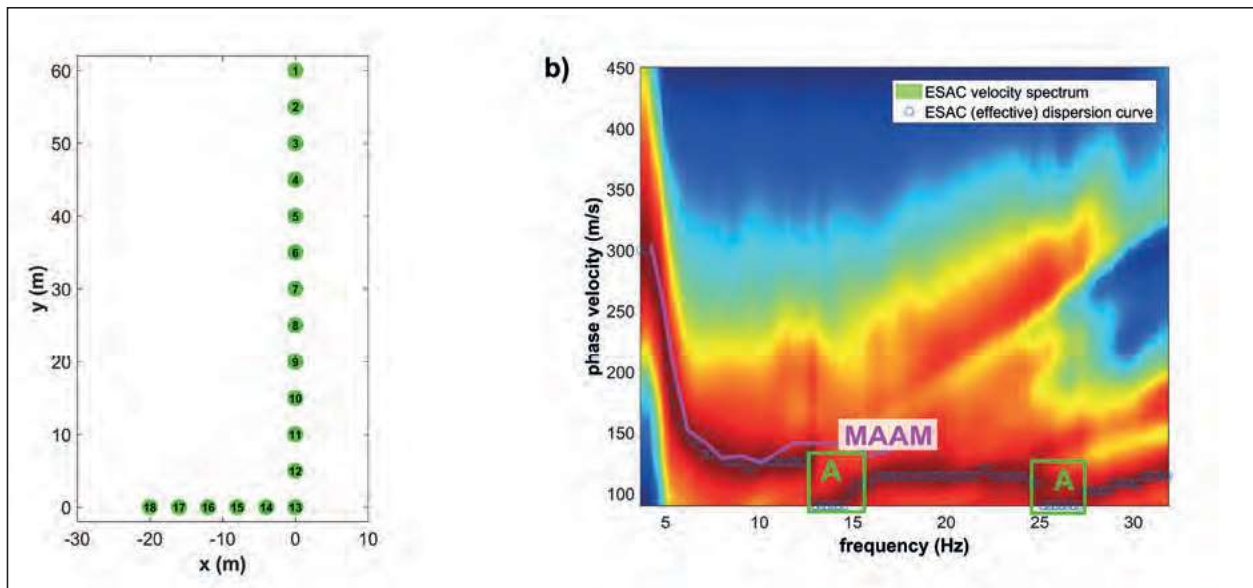 60
50
40
30
20
10
0
y (m)
1
2
3
4
5
6
7
8
9
10
11
12
18 17 16 15 14 13
-30 -20 -10 0 10
x (m)
b)
450
400
350
300
250
200
150
100
phase velocity (m/s)
ESAC velocity spectrum
ESAC (effective) dispersion curve
MAAM
A
A
5 10 15 20 25 30
frequency (Hz)